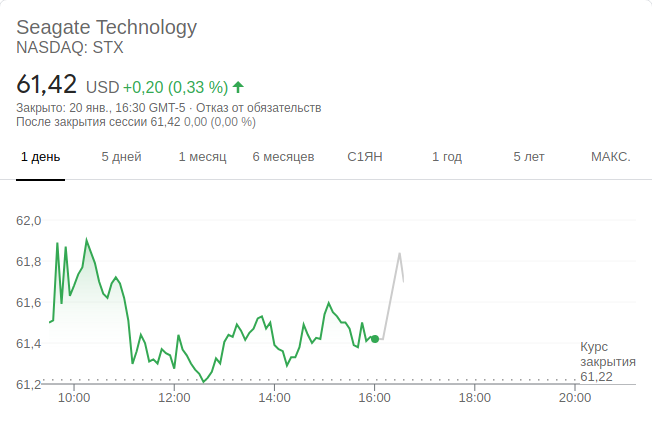 Seagate Technology
NASDAQ: STX
61,42 USD +0,20 (0,33 %)
Закрыто: 20 янв., 16:30 GMT-5 · Отказ от обязательств
После закрытия сессии 61,42 0,00 (0,00 %)
1 день 5 дней 1 месяц 6 месяцев С1ЯН 1 год 5 лет МАКС.
62,0
61,8
61,6
61,4
Курс
закрытия
61,22
61,2
10:00 12:00 14:00 16:00 18:00 20:00